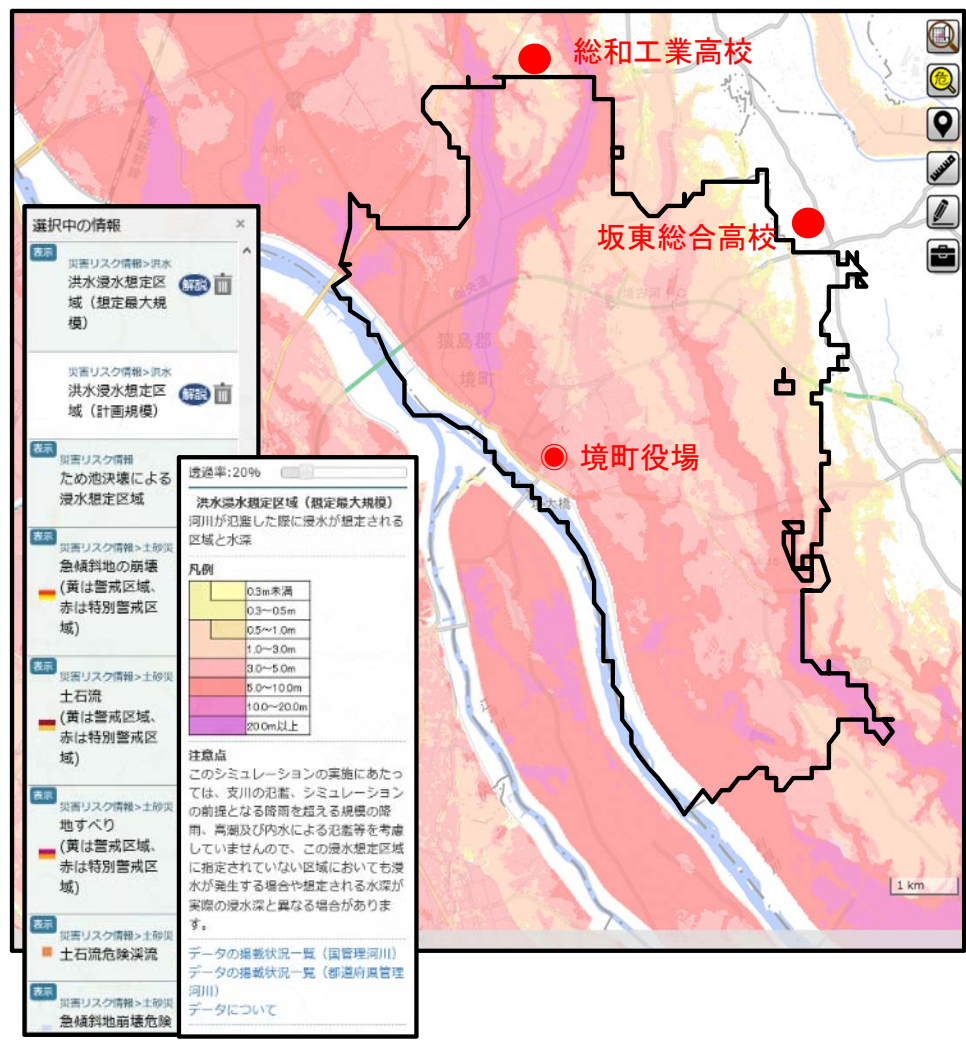 総和工業高校
坂東総合高校
境町役場
猿島郡
境町
1 km
選択中の情報
×
表示
災害リスク情報>洪水
洪水浸水想定区
域（想定最大規
模）
解説
災害リスク情報>洪水
洪水浸水想定区
域（計画規模）
解説
表示
災害リスク情報
ため池決壊による
浸水想定区域
表示
災害リスク情報>土砂災
急傾斜地の崩壊
(黄は警戒区域、
赤は特別警戒区
域)
表示
災害リスク情報>土砂災
土石流
(黄は警戒区域、
赤は特別警戒区
域)
表示
災害リスク情報>土砂災
地すべり
(黄は警戒区域、
赤は特別警戒区
域)
表示
災害リスク情報>土砂災
土石流危険渓流
表示
災害リスク情報>土砂災
急傾斜地崩壊危険
透過率:20%
洪水浸水想定区域（想定最大規模）
河川が氾濫した際に浸水が想定される
区域と水深
凡例
0.3m未満
0.3～0.5m
0.5～1.0m
1.0～3.0m
3.0～5.0m
5.0～10.0m
10.0～20.0m
20.0m以上
注意点
このシミュレーションの実施にあたっ
ては、支川の氾濫、シミュレーション
の前提となる降雨を超える規模の降
雨、高潮及び内水による氾濫等を考慮
していませんので、この浸水想定区域
に指定されていない区域においても浸
水が発生する場合や想定される水深が
実際の浸水深と異なる場合がありま
す。
データの掲載状況一覧（国管理河川）
データの掲載状況一覧（都道府県管理
河川）
データについて